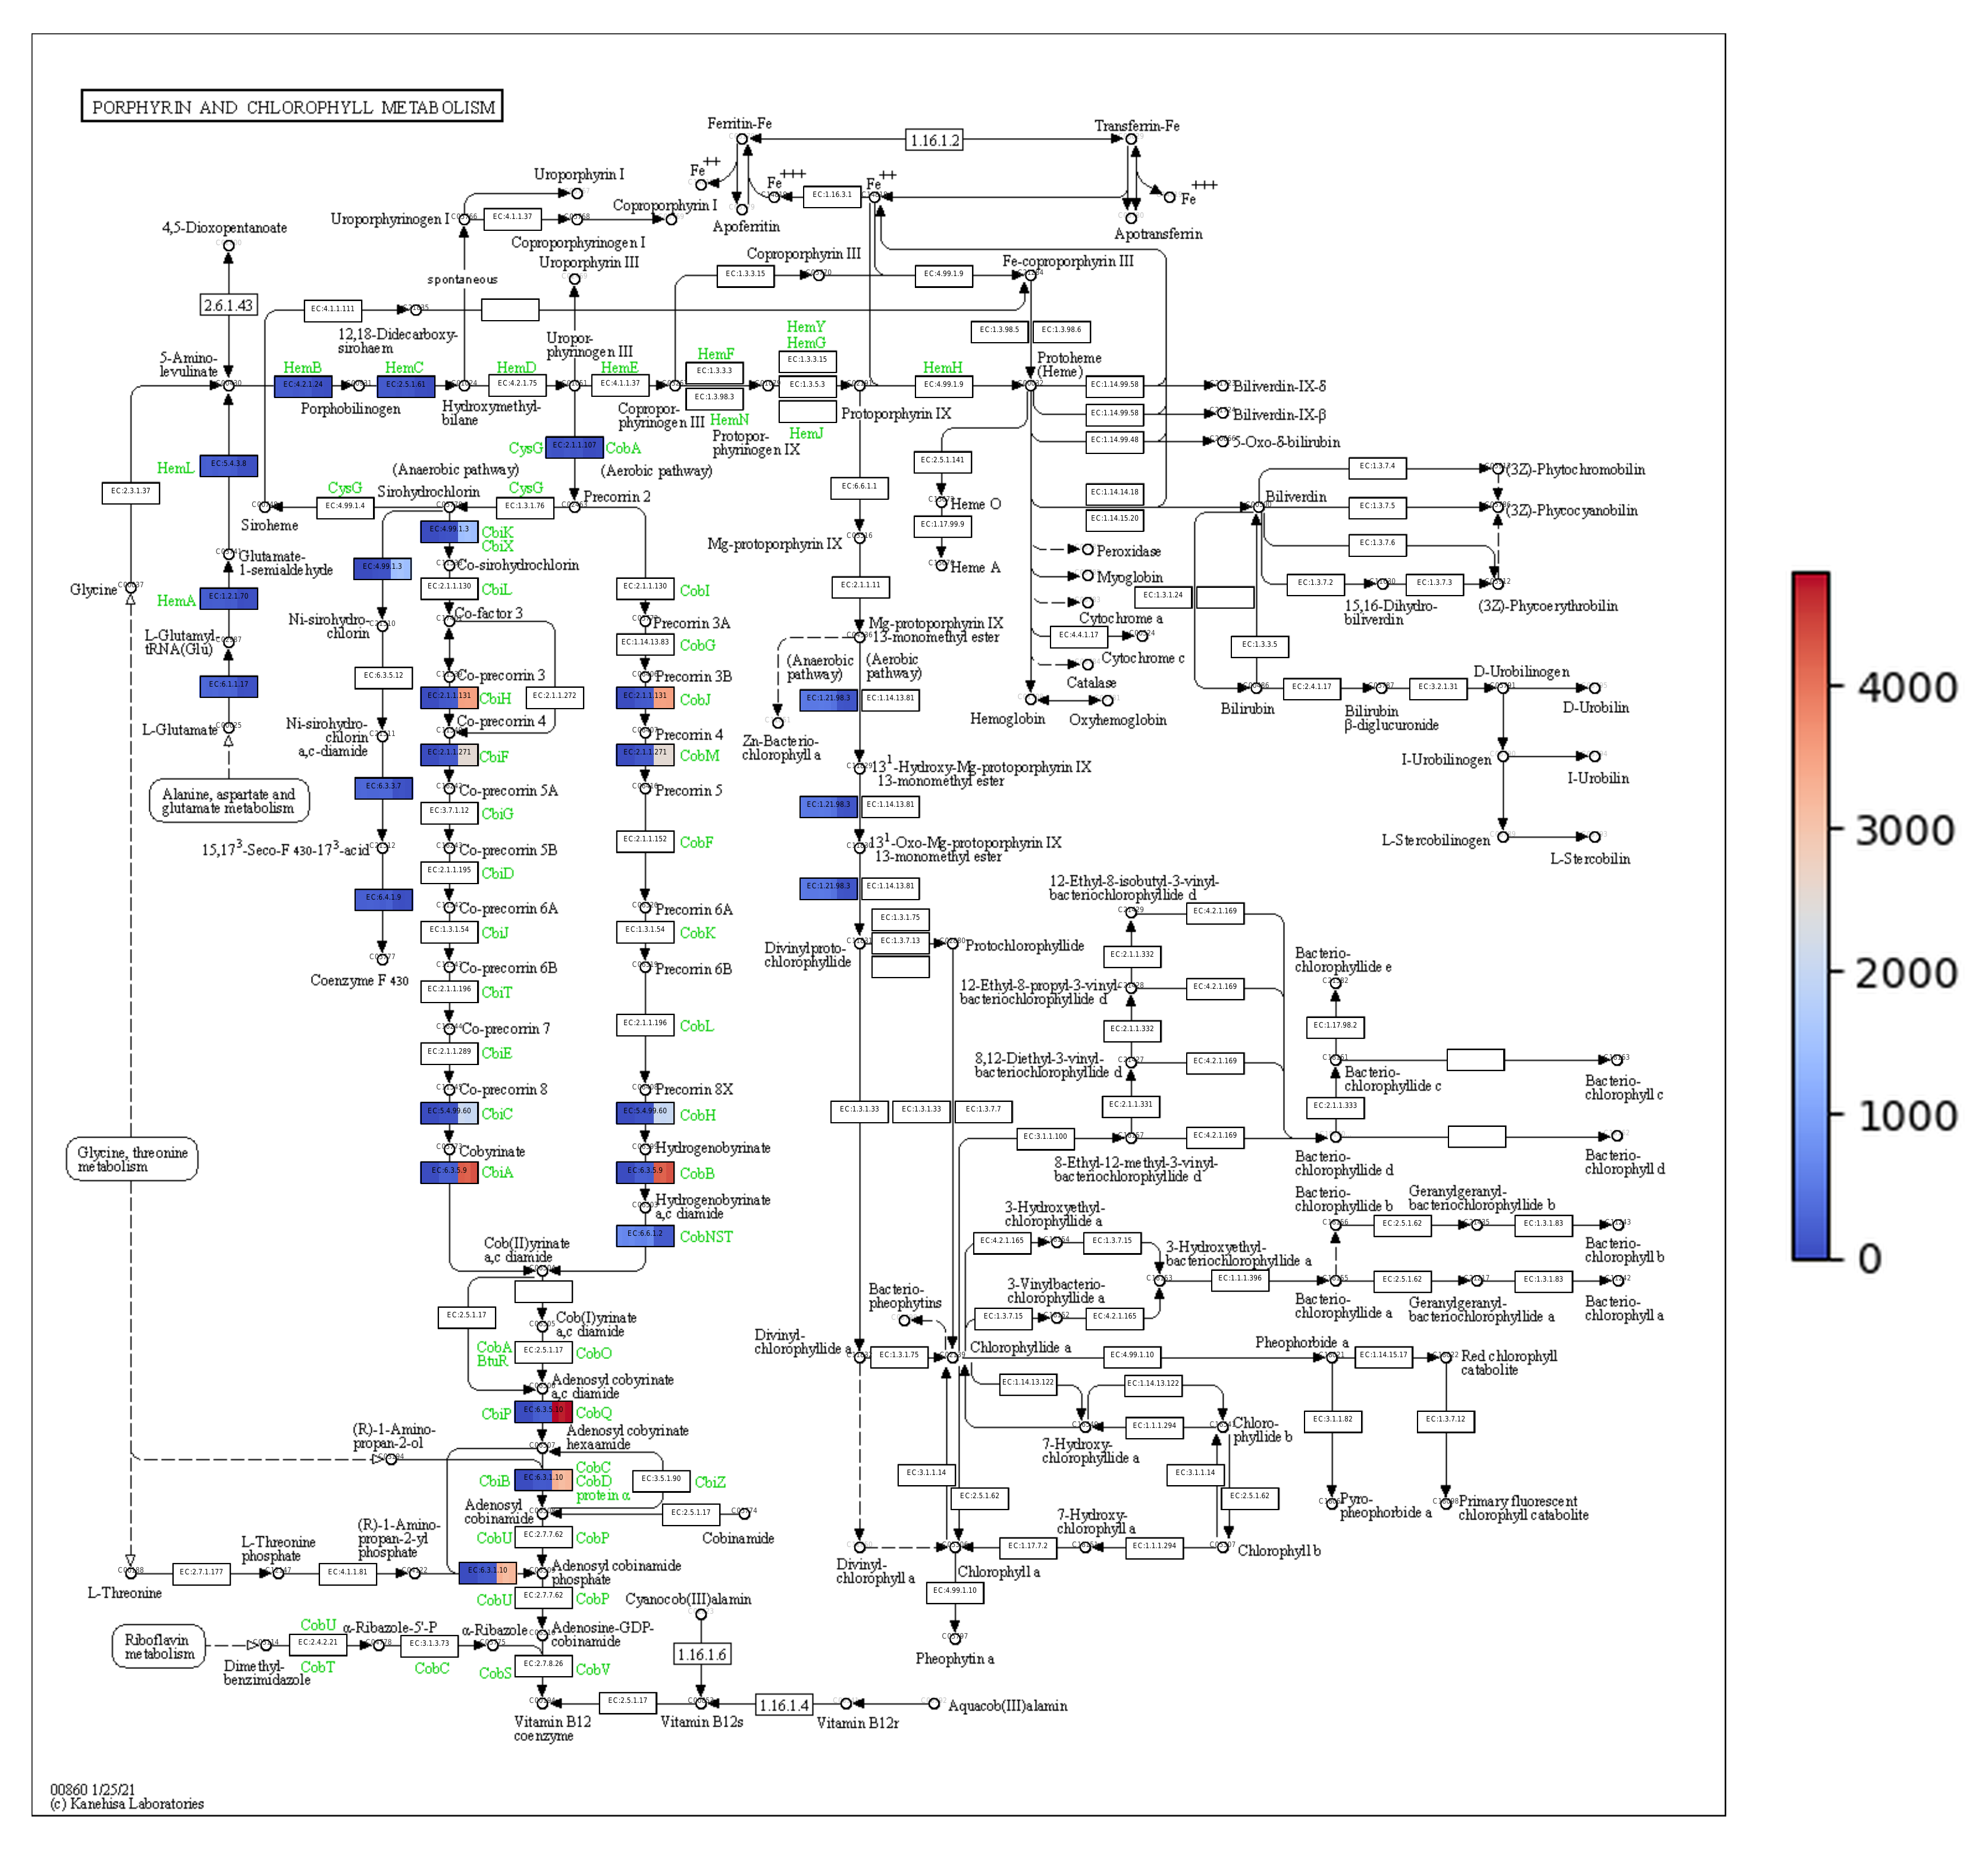 PORPHYRIN AND CHLOROPHYLL METABOLISM
Ferritin-Fe
1.16.1.2
Transferrin-Fe
Fe++
Fe+++
EC:1.16.3.1
Fe++
Fe+++
Apoferritin
Apotransferrin
Uroporphyrin I
Uroporphyrinogen I
EC:4.1.1.37
Coproporphyrin I
Coproporphyrinogen I
4,5-Dioxopentanoate
spontaneous
Uroporphyrin III
Coproporphyrin III
EC:1.3.3.15
EC:4.99.1.9
Fe-coproporphyrin III
2.6.1.43
EC:4.1.1.111
12,18-Didecarboxy-
sirohaem
EC:1.3.98.5
EC:1.3.98.6
5-Amino-
levulinate
HemB
EC:4.2.1.24
Porphobilinogen
HemC
EC:2.5.1.61
Hydroxymethyl-
bilane
HemD
EC:4.2.1.75
Uropor-
phyrinogen III
HemE
EC:4.1.1.37
Copropor-
phyrinogen III
HemF
EC:1.3.3.3
EC:1.3.98.3
HemN
Protopor-
phyrinogen IX
HemY
HemG
EC:1.3.3.15
EC:1.3.5.3
HemJ
Protoporphyrin IX
HemH
EC:4.99.1.9
Protoheme
(Heme)
EC:1.14.99.58
Biliverdin-IX-δ
EC:1.14.99.58
Biliverdin-IX-β
EC:1.14.99.48
5-Oxo-δ-bilirubin
CysG
EC:2.1.1.107
CobA
(Anaerobic pathway)
(Aerobic pathway)
HemL
EC:5.4.3.8
EC:2.3.1.37
CysG
EC:4.99.1.4
Siroheme
Sirohydrochlorin
CysG
EC:1.3.1.76
Precorrin 2
EC:2.5.1.141
Heme O
EC:1.17.99.9
Heme A
EC:6.6.1.1
Mg-protoporphyrin IX
EC:2.1.1.11
EC:1.14.14.18
EC:1.14.15.20
Biliverdin
EC:1.3.7.4
(3Z)-Phytochromobilin
EC:1.3.7.5
(3Z)-Phycocyanobilin
EC:1.3.7.6
EC:1.3.7.2
15,16-Dihydro-
biliverdin
EC:1.3.7.3
(3Z)-Phycoerythrobilin
Peroxidase
Myoglobin
Cytochrome a
EC:1.3.1.24
EC:4.4.1.17
Cytochrome c
Catalase
Hemoglobin
Oxyhemoglobin
EC:1.3.3.5
Bilirubin
EC:2.4.1.17
Bilirubin
β-diglucuronide
EC:3.2.1.31
D-Urobilinogen
D-Urobilin
I-Urobilinogen
I-Urobilin
L-Stercobilinogen
L-Stercobilin
Glycine
Glutamate-
1-semialdehyde
HemA
EC:1.2.1.70
L-Glutamyl-
tRNA(Glu)
EC:6.1.1.17
L-Glutamate
Alanine, aspartate and
glutamate metabolism
EC:4.99.1.3
Ni-sirohydro-
chlorin
EC:6.3.5.12
Ni-sirohydro-
chlorin
a,c-diamide
EC:6.3.3.7
15,17³-Seco-F 430-17³-acid
EC:6.4.1.9
Coenzyme F 430
EC:4.99.1.3
CbiK
CbiX
Co-sirohydrochlorin
EC:2.1.1.130
CbiL
Co-factor 3
Co-precorrin 3
EC:2.1.1.131
CbiH
EC:2.1.1.272
Co-precorrin 4
EC:2.1.1.271
CbiF
Co-precorrin 5A
EC:3.7.1.12
CbiG
Co-precorrin 5B
EC:2.1.1.195
CbiD
Co-precorrin 6A
EC:1.3.1.54
CbiJ
Co-precorrin 6B
EC:2.1.1.196
CbiT
Co-precorrin 7
EC:2.1.1.289
CbiE
Co-precorrin 8
EC:5.4.99.60
CbiC
Cobyrinate
EC:6.3.5.9
CbiA
EC:2.1.1.130
CobI
Precorrin 3A
EC:1.14.13.83
CobG
Precorrin 3B
EC:2.1.1.131
CobJ
Precorrin 4
EC:2.1.1.271
CobM
Precorrin 5
EC:2.1.1.152
CobF
Precorrin 6A
EC:1.3.1.54
CobK
Precorrin 6B
EC:2.1.1.196
CobL
Precorrin 8X
EC:5.4.99.60
CobH
Hydrogenobyrinate
EC:6.3.5.9
CobB
Hydrogenobyrinate
a,c diamide
EC:6.6.1.2
CobNST
Mg-protoporphyrin IX
13-monomethyl ester
(Anaerobic
pathway)
(Aerobic
pathway)
EC:1.21.98.3
EC:1.14.13.81
Zn-Bacterio-
chlorophyll a
13¹-Hydroxy-Mg-protoporphyrin IX
13-monomethyl ester
EC:1.21.98.3
EC:1.14.13.81
13¹-Oxo-Mg-protoporphyrin IX
13-monomethyl ester
EC:1.21.98.3
EC:1.14.13.81
EC:1.3.1.75
EC:1.3.7.13
Divinylproto-
chlorophyllide
Protochlorophyllide
EC:1.3.1.33
EC:1.3.1.33
EC:1.3.7.7
12-Ethyl-8-isobutyl-3-vinyl-
bacteriochlorophyllide d
EC:4.2.1.169
EC:2.1.1.332
12-Ethyl-8-propyl-3-vinyl-
bacteriochlorophyllide d
EC:4.2.1.169
EC:2.1.1.332
8,12-Diethyl-3-vinyl-
bacteriochlorophyllide d
EC:4.2.1.169
EC:2.1.1.331
EC:3.1.1.100
EC:4.2.1.169
8-Ethyl-12-methyl-3-vinyl-
bacteriochlorophyllide d
Bacterio-
chlorophyllide e
EC:1.17.98.2
Bacterio-
chlorophyllide c
Bacterio-
chlorophyll c
EC:2.1.1.333
Bacterio-
chlorophyllide d
Bacterio-
chlorophyll d
Glycine, threonine
metabolism
Cob(II)yrinate
a,c diamide
EC:2.5.1.17
Cob(I)yrinate
a,c diamide
CobA
BtuR
EC:2.5.1.17
CobO
Adenosyl cobyrinate
a,c diamide
CbiP
EC:6.3.5.10
CobQ
(R)-1-Amino-
propan-2-ol
Adenosyl cobyrinate
hexaamide
CbiB
EC:6.3.1.10
CobC
CobD
protein α
EC:3.5.1.90
CbiZ
Adenosyl
cobinamide
EC:2.5.1.17
Cobinamide
CobU
EC:2.7.7.62
CobP
L-Threonine
EC:2.7.1.177
L-Threonine
phosphate
EC:4.1.1.81
(R)-1-Amino-
propan-2-yl
phosphate
EC:6.3.1.10
Adenosyl cobinamide
phosphate
CobU
EC:2.7.7.62
CobP
Adenosine-GDP-
cobinamide
Riboflavin
metabolism
Dimethyl-
benzimidazole
CobU
EC:2.4.2.21
CobT
α-Ribazole-5'-P
EC:3.1.3.73
CobC
α-Ribazole
CobS
EC:2.7.8.26
CobV
Cyanocob(III)alamin
1.16.1.6
Vitamin B12
coenzyme
EC:2.5.1.17
Vitamin B12s
1.16.1.4
Vitamin B12r
Aquacob(III)alamin
3-Hydroxyethyl-
chlorophyllide a
EC:4.2.1.165
EC:1.3.7.15
3-Hydroxyethyl-
bacteriochlorophyllide a
3-Vinylbacterio-
chlorophyllide a
EC:1.3.7.15
EC:4.2.1.165
EC:1.1.1.396
Bacterio-
chlorophyllide b
EC:2.5.1.62
Geranylgeranyl-
bacteriochlorophyllide b
EC:1.3.1.83
Bacterio-
chlorophyll b
Bacterio-
chlorophyllide a
EC:2.5.1.62
Geranylgeranyl-
bacteriochlorophyllide a
EC:1.3.1.83
Bacterio-
chlorophyll a
Bacterio-
pheophytins
Divinyl-
chlorophyllide a
EC:1.3.1.75
Chlorophyllide a
EC:4.99.1.10
Pheophorbide a
EC:1.14.15.17
Red chlorophyll
catabolite
EC:1.14.13.122
EC:1.14.13.122
EC:1.1.1.294
7-Hydroxy-
chlorophyllide a
Chloro-
phyllide b
EC:3.1.1.82
EC:1.3.7.12
EC:3.1.1.14
EC:2.5.1.62
EC:3.1.1.14
EC:2.5.1.62
Pyro-
pheophorbide a
Primary fluorescent
chlorophyll catabolite
Divinyl-
chlorophyll a
EC:1.17.7.2
7-Hydroxy-
chlorophyll a
EC:1.1.1.294
Chlorophyll b
Chlorophyll a
EC:4.99.1.10
Pheophytin a
00860 1/25/21
(c) Kanehisa Laboratories
4000
3000
2000
1000
0